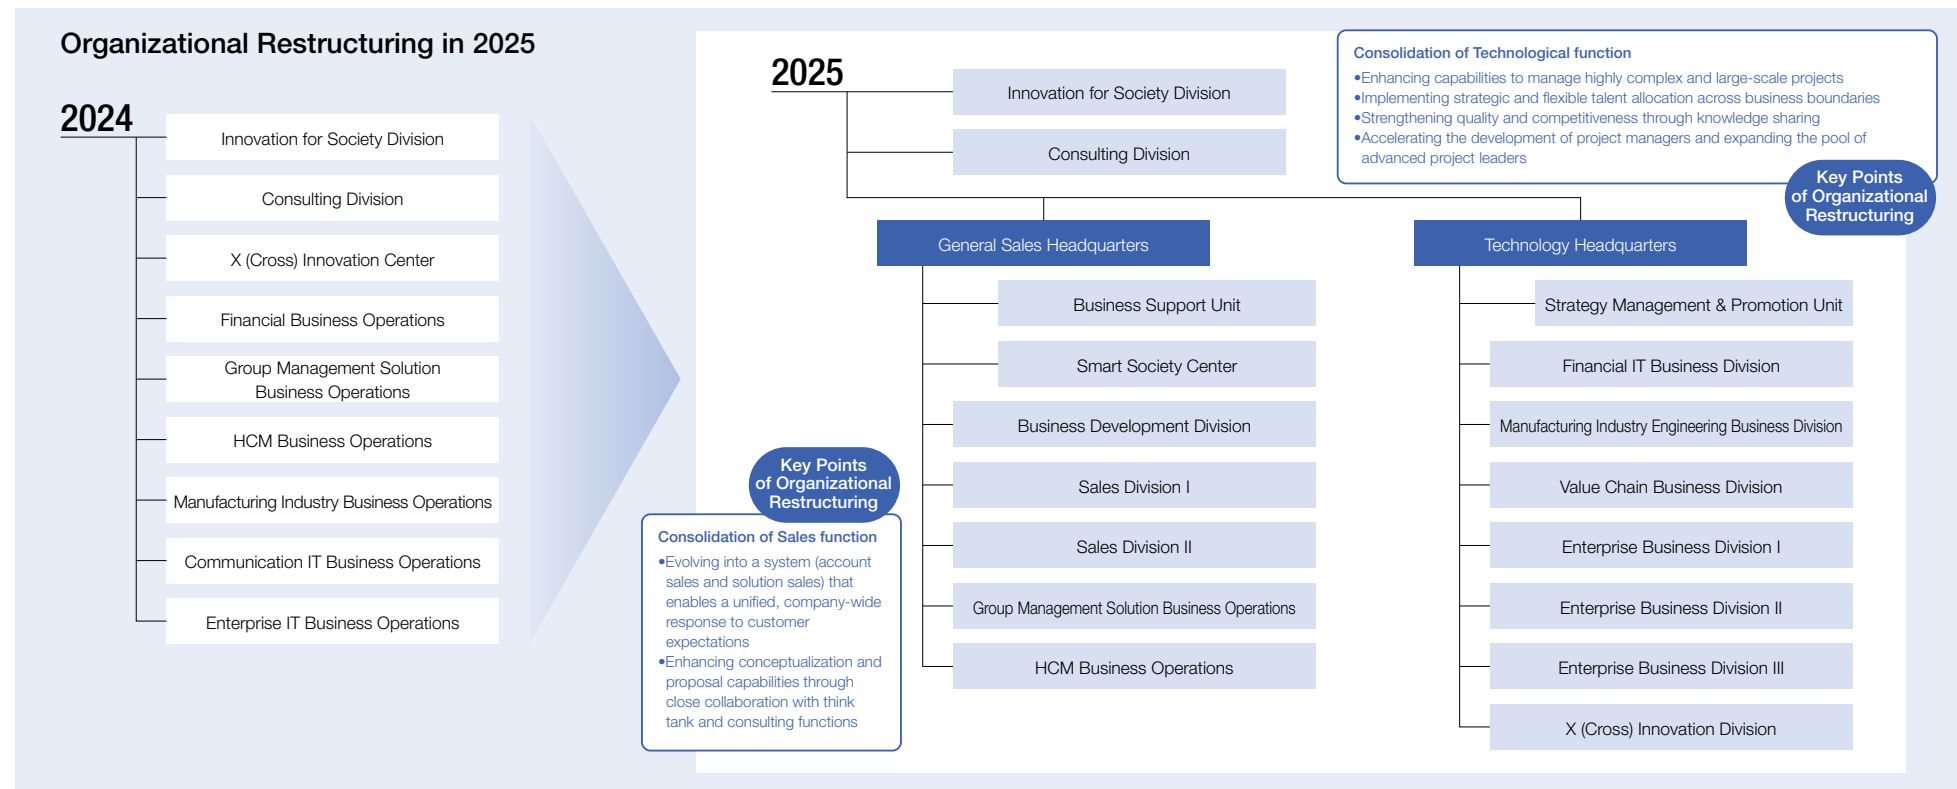 Organizational Restructuring in 2025
2024
Innovation for Society Division
Consulting Division
X (Cross) Innovation Center
Financial Business Operations
Group Management Solution
Business Operations
HCM Business Operations
Manufacturing Industry Business Operations
Communication IT Business Operations
Enterprise IT Business Operations
2025
Innovation for Society Division
Consulting Division
Consolidation of Technological function
•Enhancing capabilities to manage highly complex and large-scale projects
•Implementing strategic and flexible talent allocation across business boundaries
•Strengthening quality and competitiveness through knowledge sharing
•Accelerating the development of project managers and expanding the pool of
advanced project leaders
Key Points
of Organizational
Restructuring
General Sales Headquarters
Business Support Unit
Smart Society Center
Business Development Division
Sales Division I
Sales Division II
Group Management Solution Business Operations
HCM Business Operations
Key Points
of Organizational
Restructuring
Consolidation of Sales function
•Evolving into a system (account
sales and solution sales) that
enables a unified, company-wide
response to customer
expectations
•Enhancing conceptualization and
proposal capabilities through
close collaboration with think
tank and consulting functions
Technology Headquarters
Strategy Management & Promotion Unit
Financial IT Business Division
Manufacturing Industry Engineering Business Division
Value Chain Business Division
Enterprise Business Division I
Enterprise Business Division II
Enterprise Business Division III
X (Cross) Innovation Division